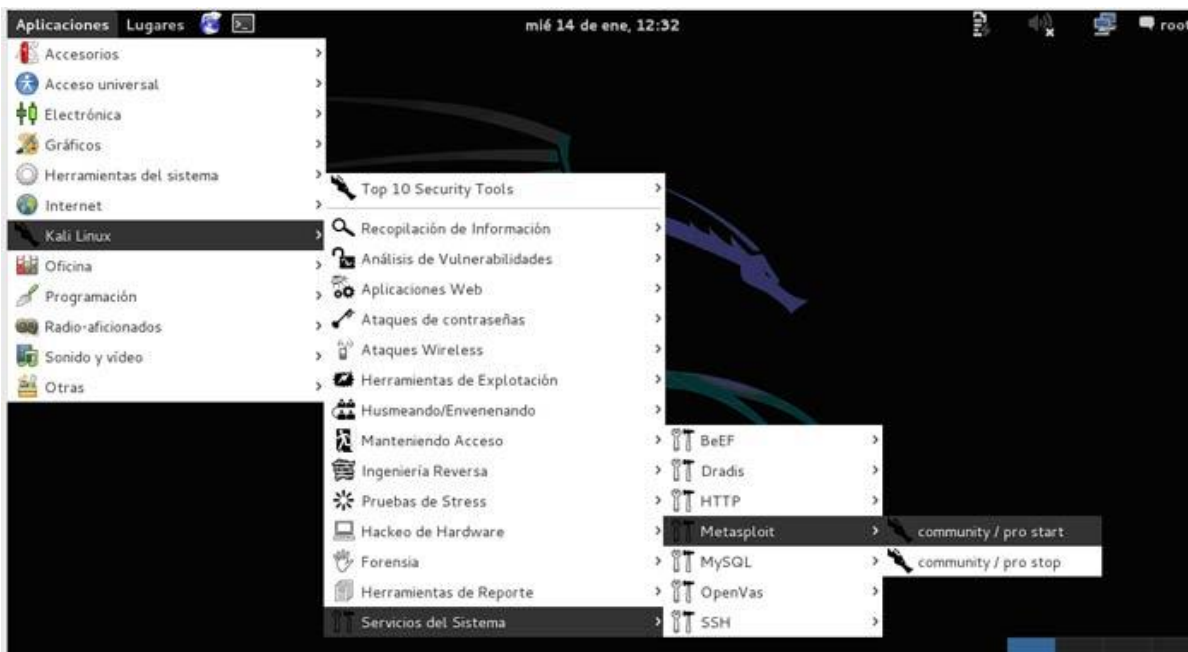 Aplicaciones Lugares mié 14 de ene, 12:32 root
Accesorios
Acceso universal
Electrónica
Gráficos
Herramientas del sistema
Internet
Kali Linux
Oficina
Programación
Radio-aficionados
Sonido y vídeo
Otras
Top 10 Security Tools
Recopilación de Información
Análisis de Vulnerabilidades
Aplicaciones Web
Ataques de contraseñas
Ataques Wireless
Herramientas de Explotación
Husmeando/Envenenando
Manteniendo Acceso
Ingeniería Reversa
Pruebas de Stress
Hackeo de Hardware
Forensia
Herramientas de Reporte
Servicios del Sistema
BeEF
Dradis
HTTP
Metasploit
MySQL
OpenVas
SSH
community / pro start
community / pro stop